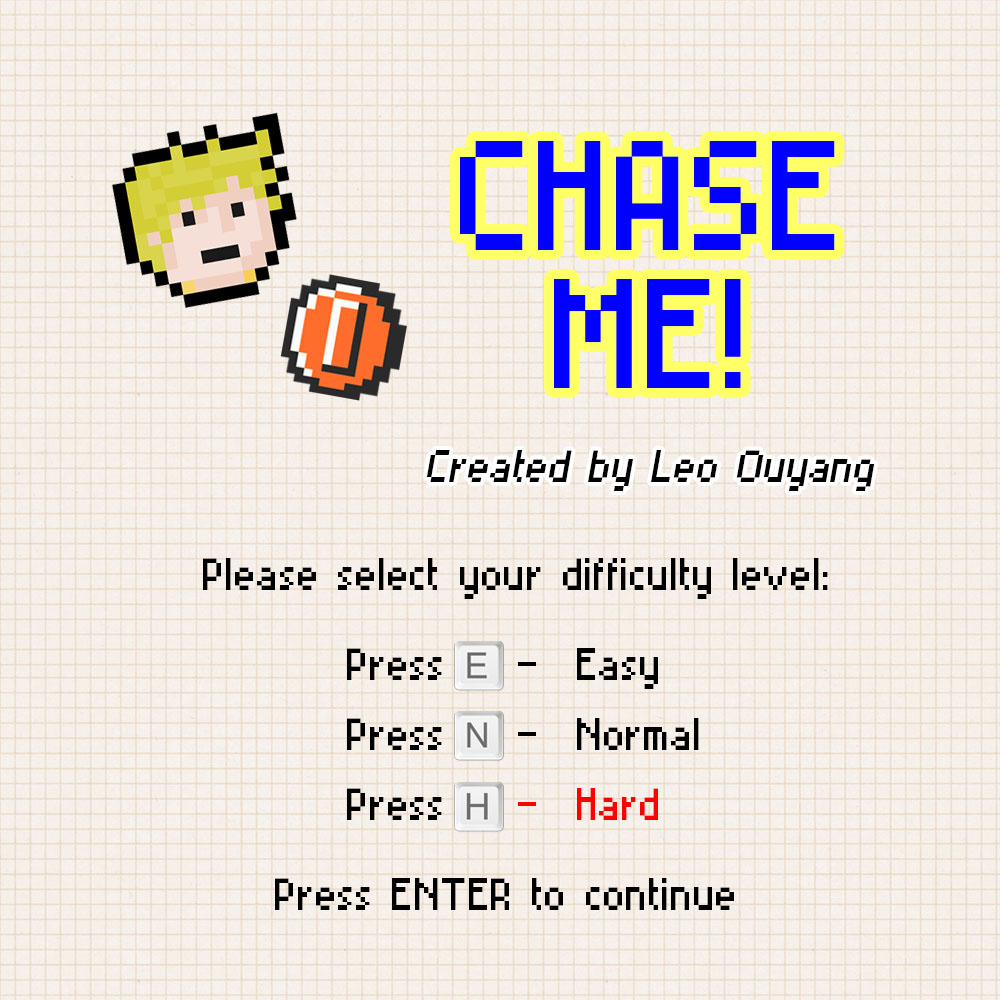 CHASE
ME!
Created by Leo Ouyang
Please select your difficulty level:
Press E - Easy
Press N - Normal
Press H - Hard
Press ENTER to continue